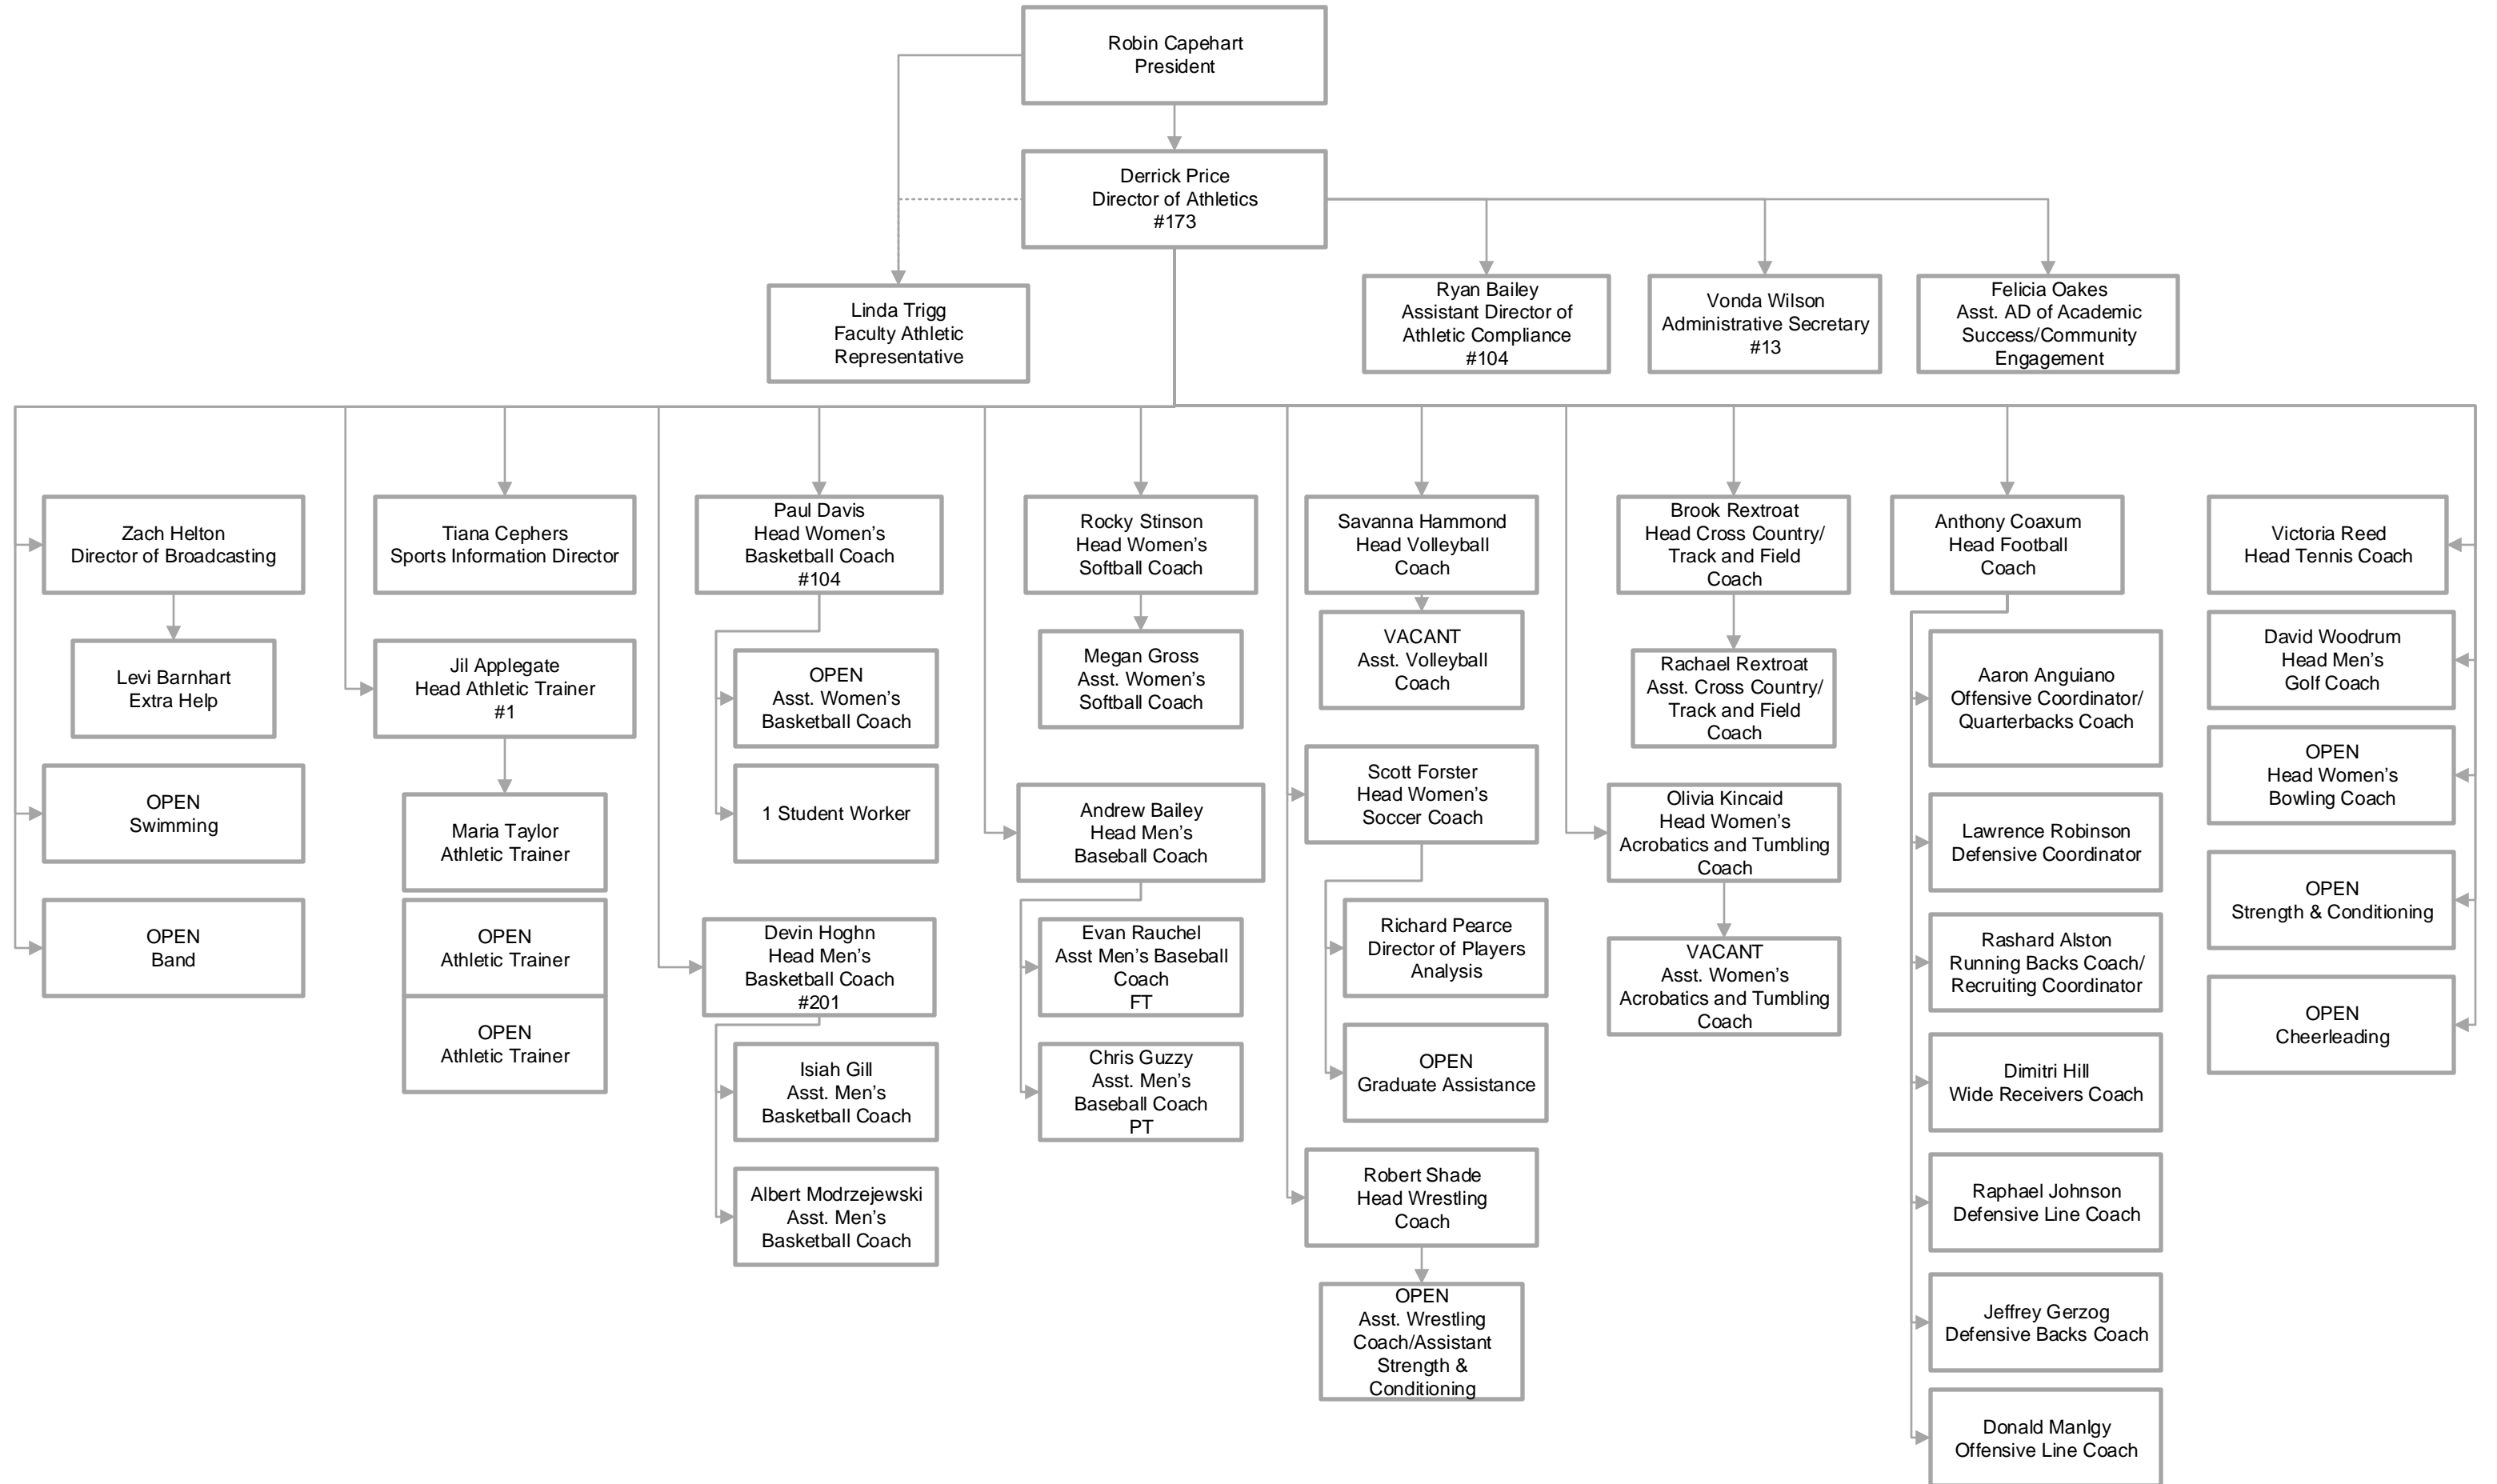 Robin Capehart
President
Derrick Price
Director of Athletics
#173
Linda Trigg
Faculty Athletic
Representative
Ryan Bailey
Assistant Director of
Athletic Compliance
#104
Vonda Wilson
Administrative Secretary
#13
Felicia Oakes
Asst. AD of Academic
Success/Community
Engagement
Zach Helton
Director of Broadcasting
Levi Barnhart
Extra Help
OPEN
Swimming
OPEN
Band
Tiana Cephers
Sports Information Director
Jil Applegate
Head Athletic Trainer
#1
Maria Taylor
Athletic Trainer
OPEN
Athletic Trainer
OPEN
Athletic Trainer
Paul Davis
Head Women’s
Basketball Coach
#104
OPEN
Asst. Women’s
Basketball Coach
1 Student Worker
Devin Hoghn
Head Men’s
Basketball Coach
#201
Isiah Gill
Asst. Men’s
Basketball Coach
Albert Modrzejewski
Asst. Men’s
Basketball Coach
Rocky Stinson
Head Women’s
Softball Coach
Megan Gross
Asst. Women’s
Softball Coach
Andrew Bailey
Head Men’s
Baseball Coach
Evan Rauchel
Asst Men’s Baseball
Coach
FT
Chris Guzzy
Asst. Men’s
Baseball Coach
PT
Savanna Hammond
Head Volleyball
Coach
VACANT
Asst. Volleyball
Coach
Scott Forster
Head Women’s
Soccer Coach
Richard Pearce
Director of Players
Analysis
OPEN
Graduate Assistance
Robert Shade
Head Wrestling
Coach
OPEN
Asst. Wrestling
Coach/Assistant
Strength &
Conditioning
Brook Rextroat
Head Cross Country/
Track and Field
Coach
Rachael Rextroat
Asst. Cross Country/
Track and Field
Coach
Olivia Kincaid
Head Women’s
Acrobatics and Tumbling
Coach
VACANT
Asst. Women’s
Acrobatics and Tumbling
Coach
Anthony Coaxum
Head Football
Coach
Aaron Anguiano
Offensive Coordinator/
Quarterbacks Coach
Lawrence Robinson
Defensive Coordinator
Rashard Alston
Running Backs Coach/
Recruiting Coordinator
Dimitri Hill
Wide Receivers Coach
Raphael Johnson
Defensive Line Coach
Jeffrey Gerzog
Defensive Backs Coach
Donald Manlgy
Offensive Line Coach
Victoria Reed
Head Tennis Coach
David Woodrum
Head Men’s
Golf Coach
OPEN
Head Women’s
Bowling Coach
OPEN
Strength & Conditioning
OPEN
Cheerleading